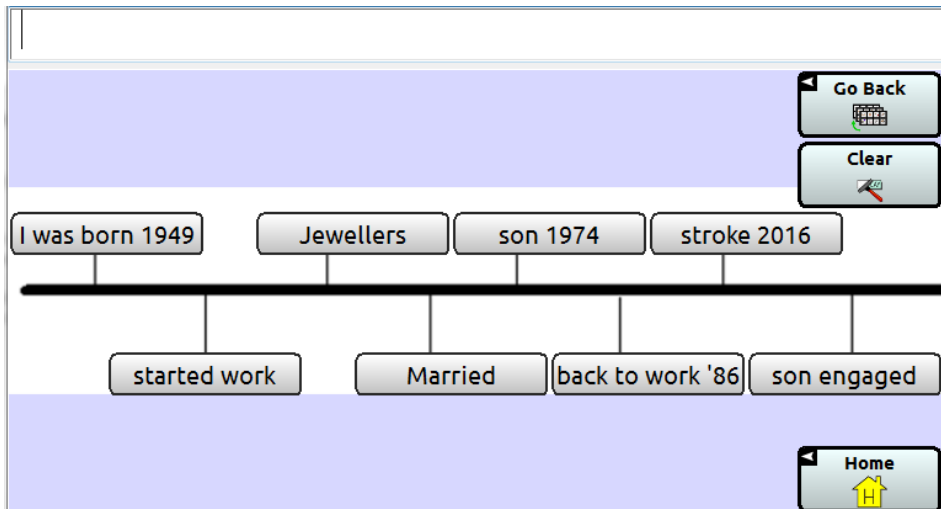 Go Back
Clear
I was born 1949
Jewellers
son 1974
stroke 2016
started work
Married
back to work '86
son engaged
Home
H